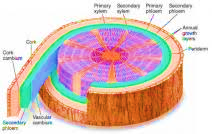 Primary
xylem
Secondary
xylem
Primary
phloem
Secondary
phloem
Annual
growth
layers
Periderm
Cork
Cork
cambium
Secondary
phloem
Vascular
cambium